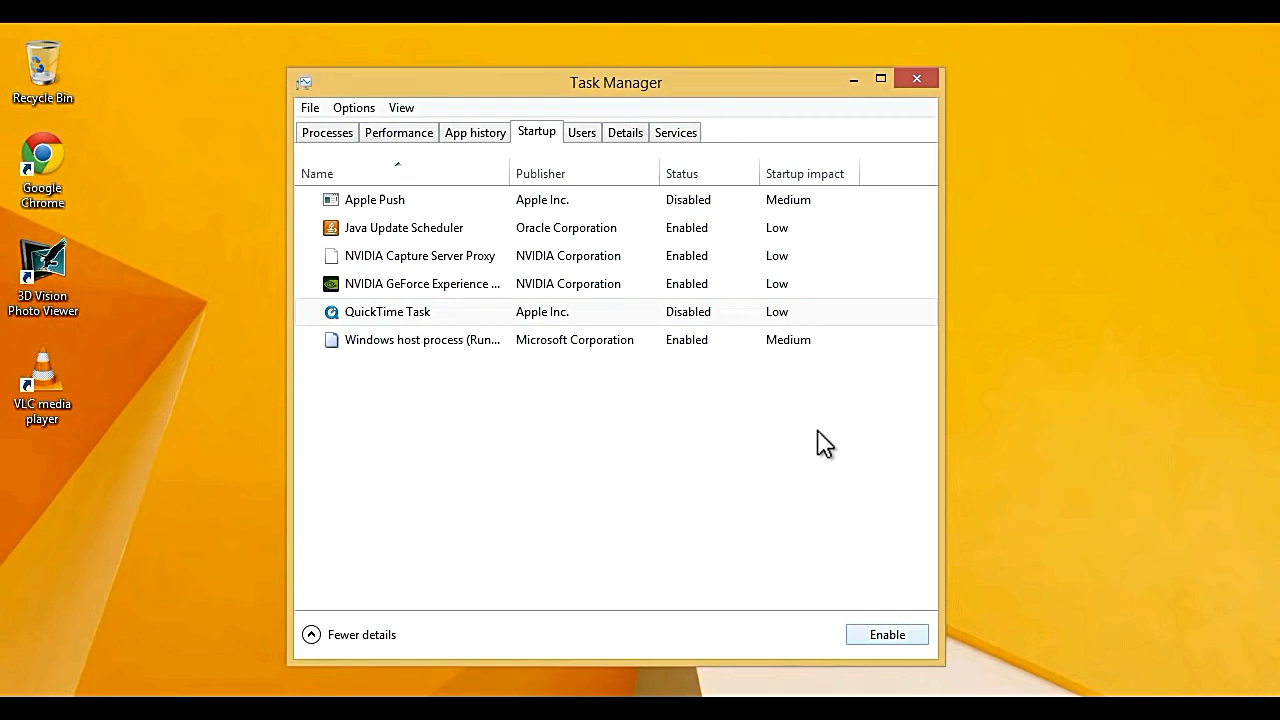 Recycle Bin
Google
Chrome
3D Vision
Photo Viewer
VLC media
player
Task Manager
File Options View
Processes Performance App history Startup Users Details Services
Name Publisher Status Startup impact
Apple Push Apple Inc. Disabled Medium
Java Update Scheduler Oracle Corporation Enabled Low
NVIDIA Capture Server Proxy NVIDIA Corporation Enabled Low
NVIDIA GeForce Experience ... NVIDIA Corporation Enabled Low
QuickTime Task Apple Inc. Disabled Low
Windows host process (Run... Microsoft Corporation Enabled Medium
Fewer details Enable